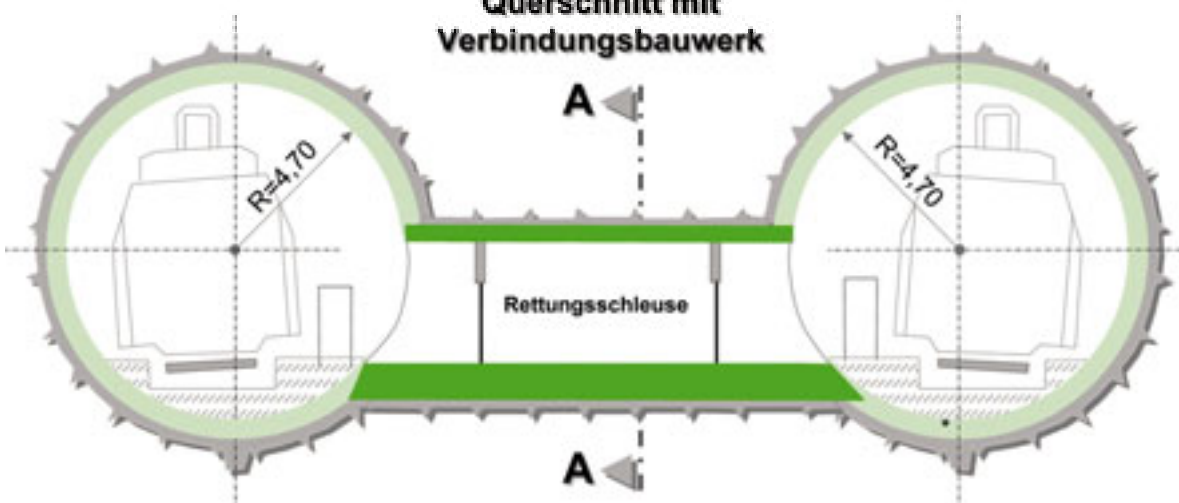 Querschnitt mit
Verbindungsbauwerk
A
R=4,70
R=4,70
Rettungsschleuse
A